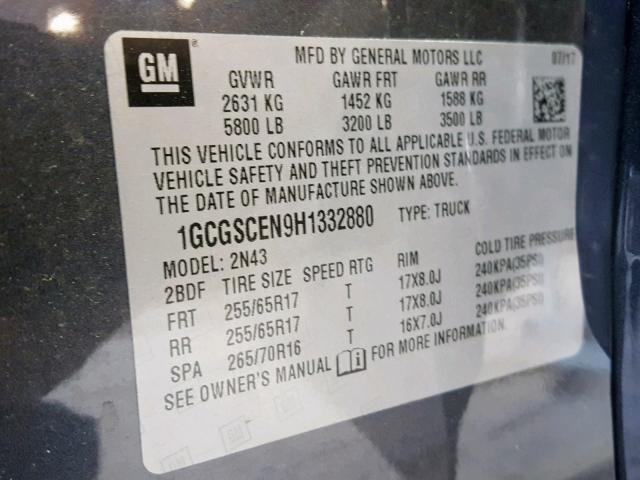 GM ®
MFD BY GENERAL MOTORS LLC 07/17
GVWR GAWR FRT GAWR RR
2631 KG 1452 KG 1588 KG
5800 LB 3200 LB 3500 LB
THIS VEHICLE CONFORMS TO ALL APPLICABLE U.S. FEDERAL MOTOR
VEHICLE SAFETY AND THEFT PREVENTION STANDARDS IN EFFECT ON
THE DATE OF MANUFACTURE SHOWN ABOVE.
1GCGSCEN9H1332880 TYPE: TRUCK
MODEL: 2N43
2BDF TIRE SIZE SPEED RTG RIM COLD TIRE PRESSURE
FRT 255/65R17 T 17X8.0J 240KPA(35PSI)
RR 255/65R17 T 17X8.0J 240KPA(35PSI)
SPA 265/70R16 T 16X7.0J 240KPA(35PSI)
SEE OWNER'S MANUAL FOR MORE INFORMATION.
GM